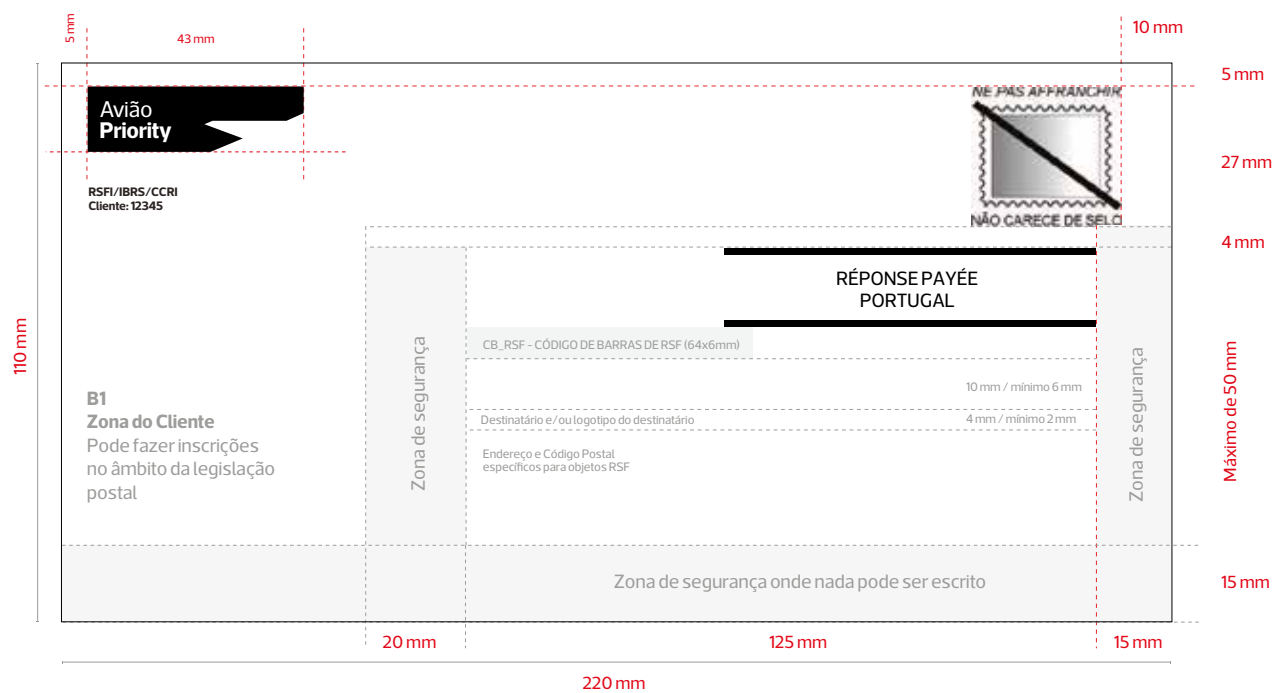 5 mm
43 mm
10 mm
5 mm
Avião
Priority
NE PAS AFFRANCHIR
27 mm
RSFI/IBRS/CCRI
Cliente: 12345
NÃO CARECE DE SELO
4 mm
RÉPONSE PAYÉE
PORTUGAL
110 mm
Zona de segurança
CB_RSF - CÓDIGO DE BARRAS DE RSF (64x6mm)
Zona de segurança
Máximo de 50 mm
10 mm / mínimo 6 mm
B1
Zona do Cliente
Pode fazer inscrições
no âmbito da legislação
postal
Destinatário e/ou logotipo do destinatário
4 mm / mínimo 2 mm
Endereço e Código Postal
específicos para objetos RSF
Zona de segurança onde nada pode ser escrito
15 mm
20 mm
125 mm
15 mm
220 mm